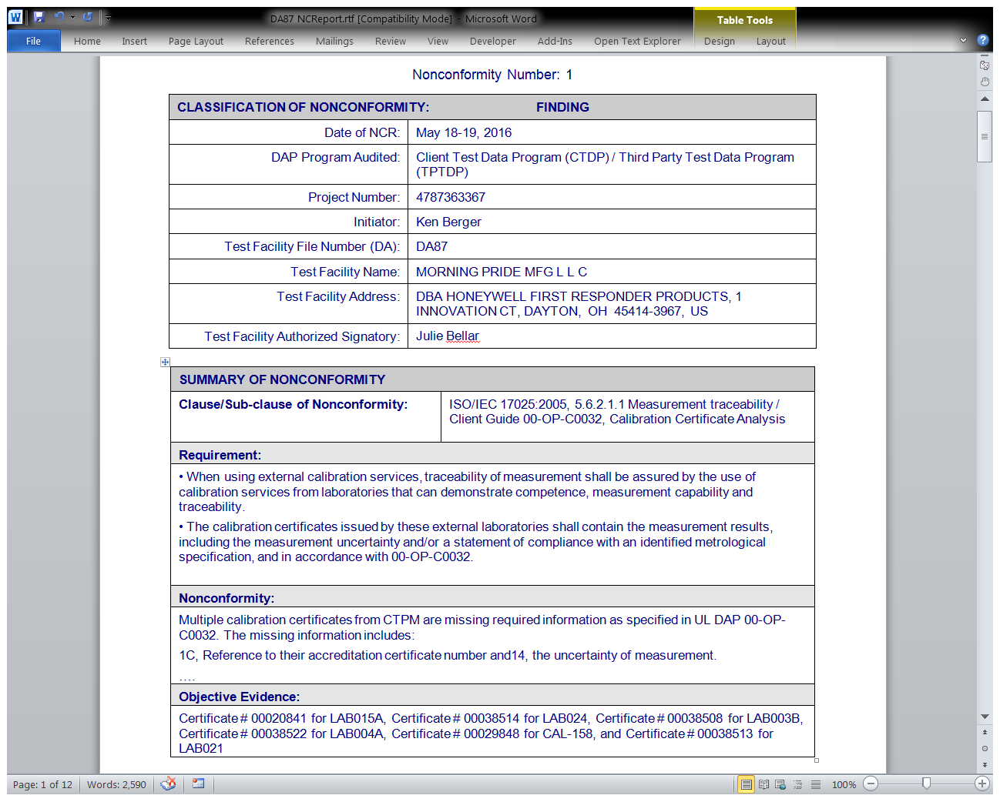 W
DA87 NCReport.rtf [Compatibility Mode] - Microsoft Word
Table Tools
File Home Insert Page Layout References Mailings Review View Developer Add-Ins Open Text Explorer Design Layout
?
Nonconformity Number: 1
CLASSIFICATION OF NONCONFORMITY: FINDING
Date of NCR: May 18-19, 2016
DAP Program Audited: Client Test Data Program (CTDP) / Third Party Test Data Program
(TPTDP)
Project Number: 4787363367
Initiator: Ken Berger
Test Facility File Number (DA): DA87
Test Facility Name: MORNING PRIDE MFG L L C
Test Facility Address: DBA HONEYWELL FIRST RESPONDER PRODUCTS, 1
INNOVATION CT, DAYTON, OH 45414-3967, US
Test Facility Authorized Signatory: Julie Bellar
SUMMARY OF NONCONFORMITY
Clause/Sub-clause of Nonconformity: ISO/IEC 17025:2005, 5.6.2.1.1 Measurement traceability /
Client Guide 00-OP-C0032, Calibration Certificate Analysis
Requirement:
• When using external calibration services, traceability of measurement shall be assured by the use of
calibration services from laboratories that can demonstrate competence, measurement capability and
traceability.
• The calibration certificates issued by these external laboratories shall contain the measurement results,
including the measurement uncertainty and/or a statement of compliance with an identified metrological
specification, and in accordance with 00-OP-C0032.
Nonconformity:
Multiple calibration certificates from CTPM are missing required information as specified in UL DAP 00-OP-
C0032. The missing information includes:
1C, Reference to their accreditation certificate number and14, the uncertainty of measurement.
….
Objective Evidence:
Certificate # 00020841 for LAB015A, Certificate # 00038514 for LAB024, Certificate # 00038508 for LAB003B,
Certificate # 00038522 for LAB004A, Certificate # 00029848 for CAL-158, and Certificate # 00038513 for
LAB021
Page: 1 of 12 Words: 2,590 100%